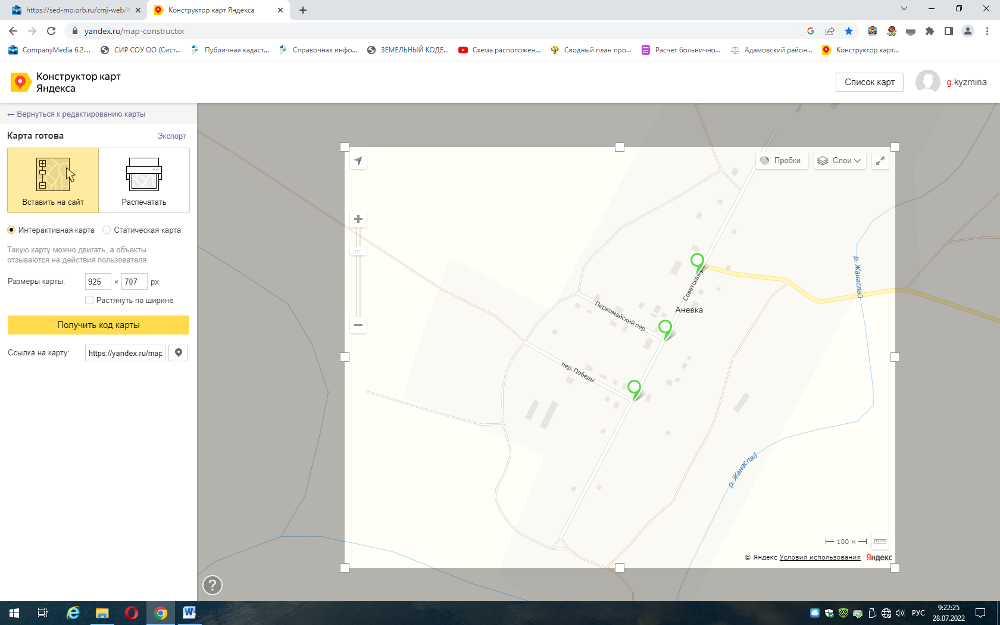 https://sed-mo.orb.ru/cmj-web/#
Конструктор карт Яндекса
yandex.ru/map-constructor
CompanyMedia 6.2....
СИР СОУ ОО (Сист...
Публичная кадаст...
Справочная инфо...
ЗЕМЕЛЬНЫЙ КОДЕ...
Схема расположен...
Сводный план про...
Расчет больнично...
Адамовский район...
Конструктор карт...
Конструктор карт
Яндекса
Список карт
g.kyzmina
← Вернуться к редактированию карты
Карта готова
Экспорт
Вставить на сайт
Распечатать
Интерактивная карта
Статическая карта
Такую карту можно двигать, а объекты
отзываются на действия пользователя
Размеры карты:
925 × 707 px
Растянуть по ширине
Получить код карты
Ссылка на карту:
https://yandex.ru/map
Пробки
Слои
р. Жанаспай
Советская ул.
Аневка
Первомайский пер.
пер. Победы
р. Жанаспай
100 м
© Яндекс Условия использования Яндекс
?
РУС
9:22:25
28.07.2022